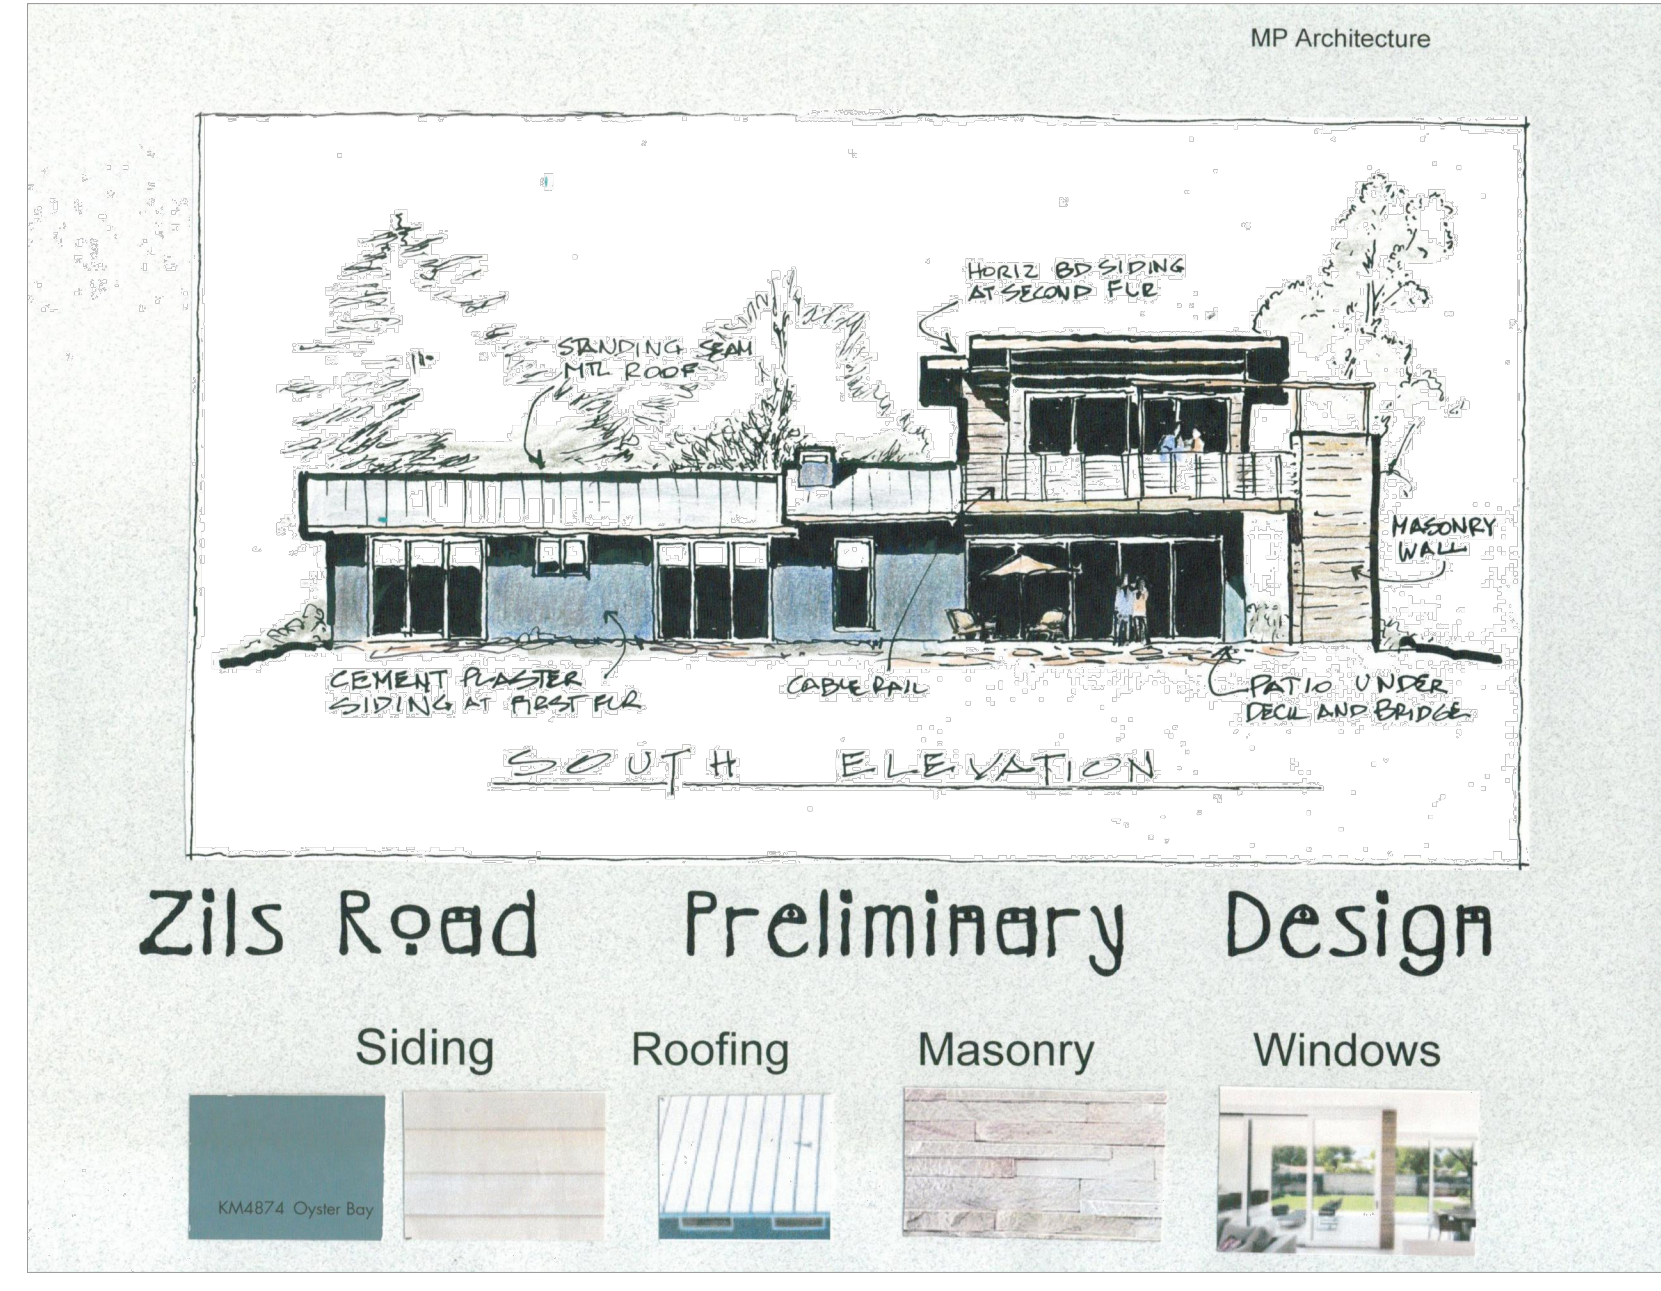 MP Architecture
HORIZ BD SIDING
AT SECOND FLR
STANDING SEAM
MTL ROOF
MASONRY
WALL
CEMENT PLASTER
SIDING AT FIRST FLR
CABLE RAIL
PATIO UNDER
DECK AND BRIDGE
SOUTH ELEVATION
Zils Road Preliminary Design
Siding Roofing Masonry Windows
KM4874 Oyster Bay